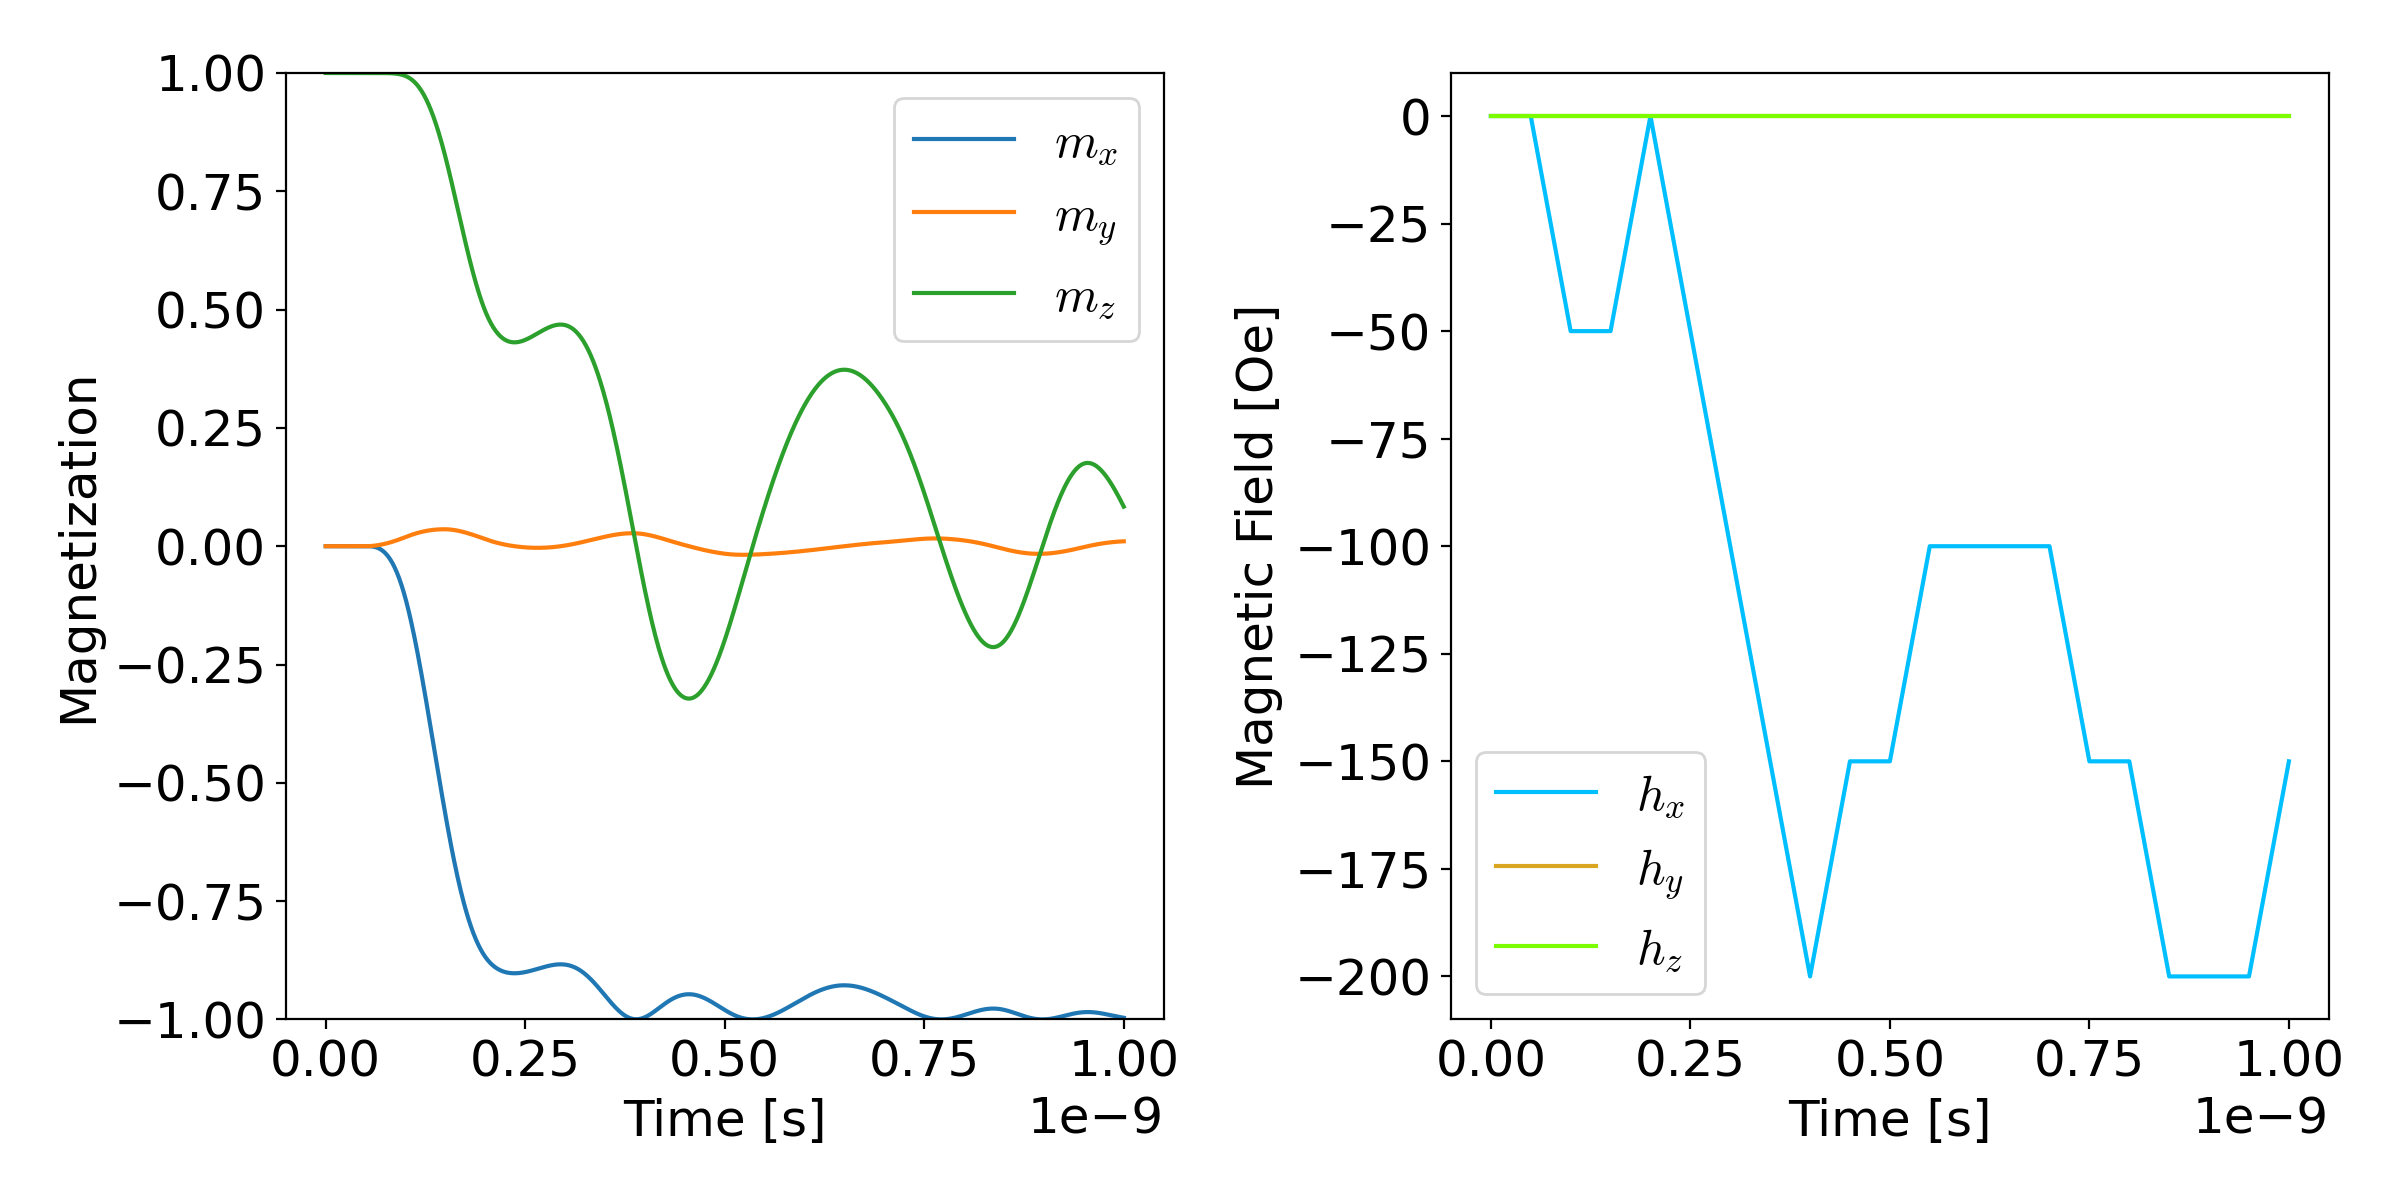 1.00
0.75
0.50
0.25
0.00
−0.25
−0.50
−0.75
−1.00
Magnetization
0.00 0.25 0.50 0.75 1.00
Time [s]
1e−9
m_x
m_y
m_z
0
−25
−50
−75
−100
−125
−150
−175
−200
Magnetic Field [Oe]
0.00 0.25 0.50 0.75 1.00
Time [s]
1e−9
h_x
h_y
h_z